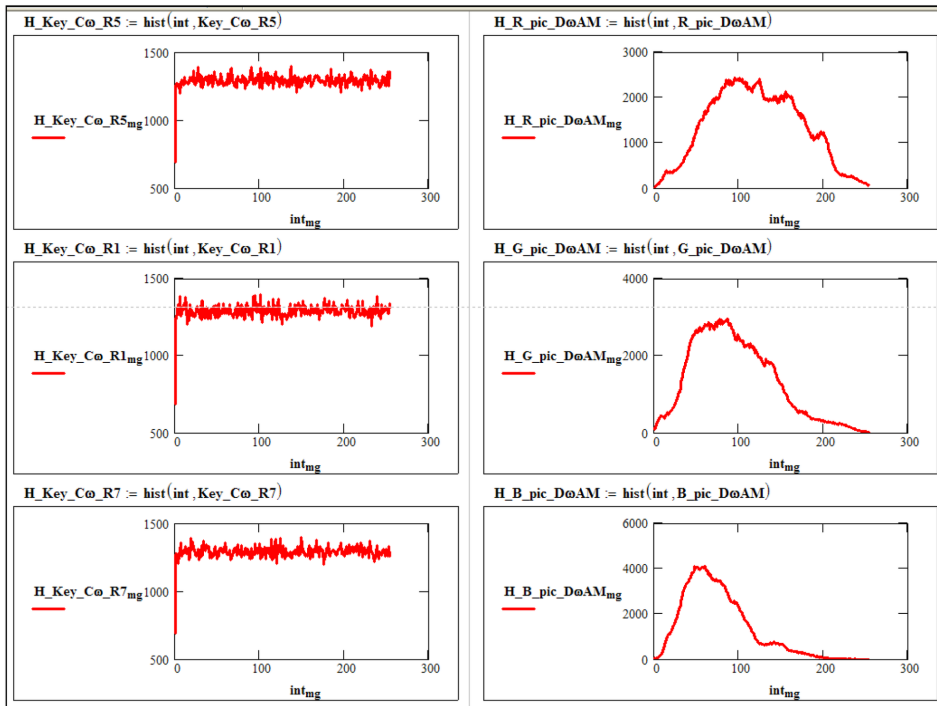 H_Key_Cω_R5 := hist(int , Key_Cω_R5)
1500
1000
500
0 100 200 300
H_Key_Cω_R5mg
intmg
H_R_pic_DωAM := hist(int , R_pic_DωAM)
3000
2000
1000
0
0 100 200 300
H_R_pic_DωAMmg
intmg
H_Key_Cω_R1 := hist(int , Key_Cω_R1)
1500
1000
500
0 100 200 300
H_Key_Cω_R1mg
intmg
H_G_pic_DωAM := hist(int , G_pic_DωAM)
4000
2000
0
0 100 200 300
H_G_pic_DωAMmg
intmg
H_Key_Cω_R7 := hist(int , Key_Cω_R7)
1500
1000
500
0 100 200 300
H_Key_Cω_R7mg
intmg
H_B_pic_DωAM := hist(int , B_pic_DωAM)
6000
4000
2000
0
0 100 200 300
H_B_pic_DωAMmg
intmg